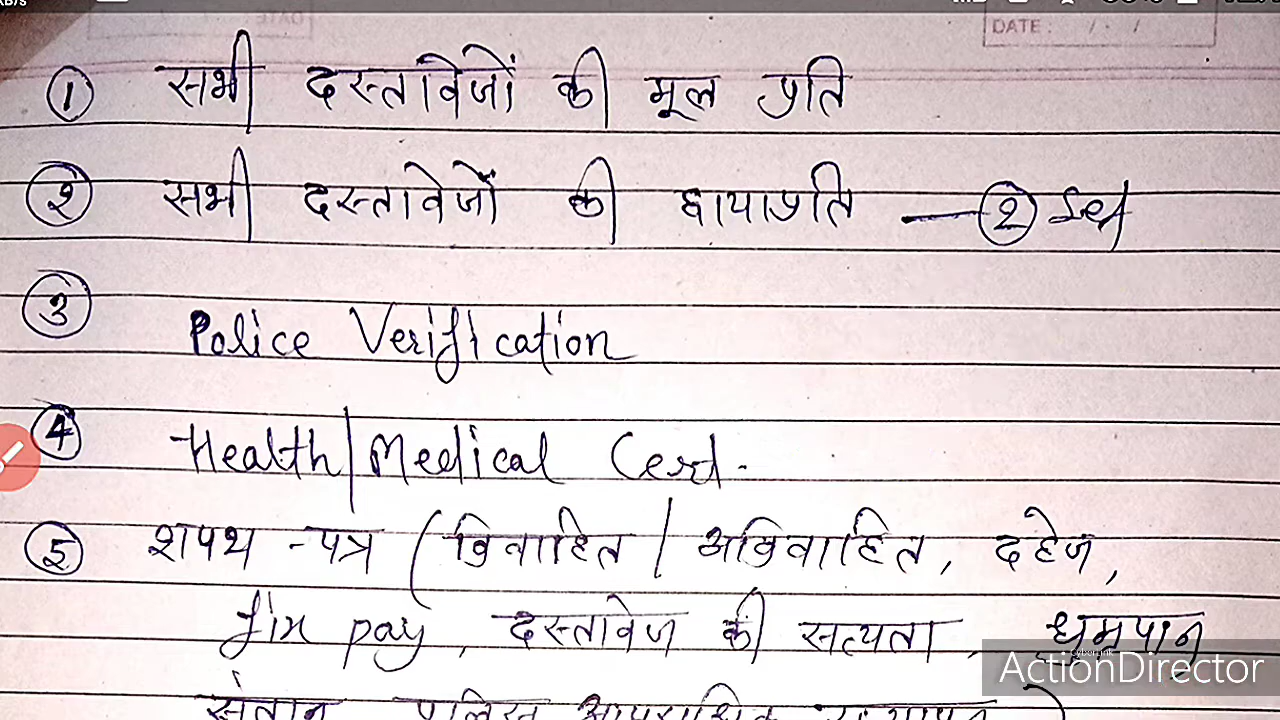 DATE: / /
① सभी दस्तावेजों की मूल प्रति
② सभी दस्तावेजों की छायाप्रति — ② Set
③ Police Verification
④ Health/Medical Cert.
⑤ शपथ-पत्र (विवाहित/अविवाहित, दहेज,
fix pay, दस्तावेज की सत्यता, धूम्रपान
संतान पुलिस
CyberLink
ActionDirector